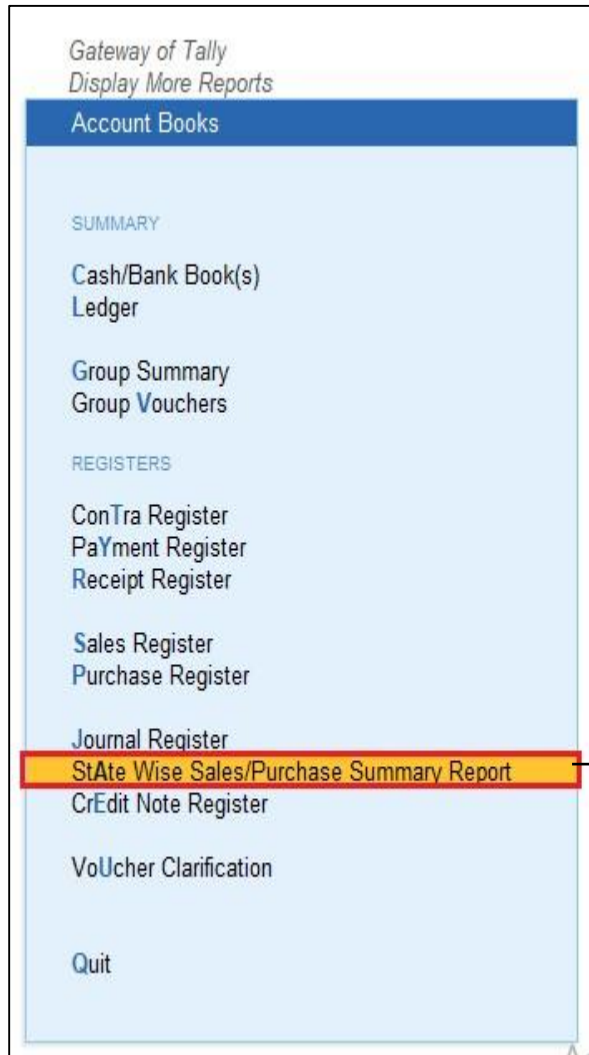 Gateway of Tally
Display More Reports
Account Books
SUMMARY
Cash/Bank Book(s)
Ledger
Group Summary
Group Vouchers
REGISTERS
ConTra Register
PaYment Register
Receipt Register
Sales Register
Purchase Register
Journal Register
StAte Wise Sales/Purchase Summary Report
CrEdit Note Register
VoUcher Clarification
Quit